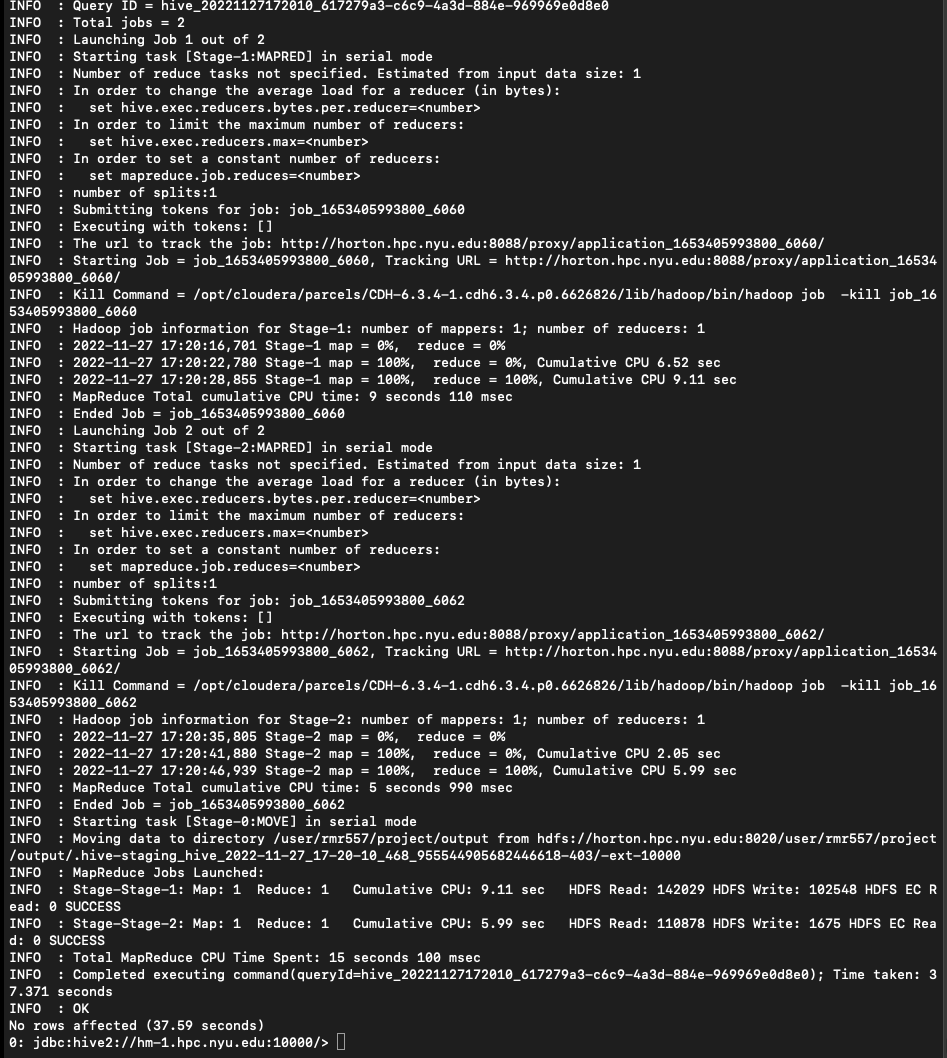 INFO  : Query ID = hive_20221127172010_617279a3-c6c9-4a3d-884e-969969e0d8e0
INFO  : Total jobs = 2
INFO  : Launching Job 1 out of 2
INFO  : Starting task [Stage-1:MAPRED] in serial mode
INFO  : Number of reduce tasks not specified. Estimated from input data size: 1
INFO  : In order to change the average load for a reducer (in bytes):
INFO  :   set hive.exec.reducers.bytes.per.reducer=<number>
INFO  : In order to limit the maximum number of reducers:
INFO  :   set hive.exec.reducers.max=<number>
INFO  : In order to set a constant number of reducers:
INFO  :   set mapreduce.job.reduces=<number>
INFO  : number of splits:1
INFO  : Submitting tokens for job: job_1653405993800_6060
INFO  : Executing with tokens: []
INFO  : The url to track the job: http://horton.hpc.nyu.edu:8088/proxy/application_1653405993800_6060/
INFO  : Starting Job = job_1653405993800_6060, Tracking URL = http://horton.hpc.nyu.edu:8088/proxy/application_16534
05993800_6060/
INFO  : Kill Command = /opt/cloudera/parcels/CDH-6.3.4-1.cdh6.3.4.p0.6626826/lib/hadoop/bin/hadoop job  -kill job_16
53405993800_6060
INFO  : Hadoop job information for Stage-1: number of mappers: 1; number of reducers: 1
INFO  : 2022-11-27 17:20:16,701 Stage-1 map = 0%,  reduce = 0%
INFO  : 2022-11-27 17:20:22,780 Stage-1 map = 100%,  reduce = 0%, Cumulative CPU 6.52 sec
INFO  : 2022-11-27 17:20:28,855 Stage-1 map = 100%,  reduce = 100%, Cumulative CPU 9.11 sec
INFO  : MapReduce Total cumulative CPU time: 9 seconds 110 msec
INFO  : Ended Job = job_1653405993800_6060
INFO  : Launching Job 2 out of 2
INFO  : Starting task [Stage-2:MAPRED] in serial mode
INFO  : Number of reduce tasks not specified. Estimated from input data size: 1
INFO  : In order to change the average load for a reducer (in bytes):
INFO  :   set hive.exec.reducers.bytes.per.reducer=<number>
INFO  : In order to limit the maximum number of reducers:
INFO  :   set hive.exec.reducers.max=<number>
INFO  : In order to set a constant number of reducers:
INFO  :   set mapreduce.job.reduces=<number>
INFO  : number of splits:1
INFO  : Submitting tokens for job: job_1653405993800_6062
INFO  : Executing with tokens: []
INFO  : The url to track the job: http://horton.hpc.nyu.edu:8088/proxy/application_1653405993800_6062/
INFO  : Starting Job = job_1653405993800_6062, Tracking URL = http://horton.hpc.nyu.edu:8088/proxy/application_16534
05993800_6062/
INFO  : Kill Command = /opt/cloudera/parcels/CDH-6.3.4-1.cdh6.3.4.p0.6626826/lib/hadoop/bin/hadoop job  -kill job_16
53405993800_6062
INFO  : Hadoop job information for Stage-2: number of mappers: 1; number of reducers: 1
INFO  : 2022-11-27 17:20:35,805 Stage-2 map = 0%,  reduce = 0%
INFO  : 2022-11-27 17:20:41,880 Stage-2 map = 100%,  reduce = 0%, Cumulative CPU 2.05 sec
INFO  : 2022-11-27 17:20:46,939 Stage-2 map = 100%,  reduce = 100%, Cumulative CPU 5.99 sec
INFO  : MapReduce Total cumulative CPU time: 5 seconds 990 msec
INFO  : Ended Job = job_1653405993800_6062
INFO  : Starting task [Stage-0:MOVE] in serial mode
INFO  : Moving data to directory /user/rmr557/project/output from hdfs://horton.hpc.nyu.edu:8020/user/rmr557/project
/output/.hive-staging_hive_2022-11-27_17-20-10_468_955544905682446618-403/-ext-10000
INFO  : MapReduce Jobs Launched:
INFO  : Stage-Stage-1: Map: 1  Reduce: 1   Cumulative CPU: 9.11 sec   HDFS Read: 142029 HDFS Write: 102548 HDFS EC R
ead: 0 SUCCESS
INFO  : Stage-Stage-2: Map: 1  Reduce: 1   Cumulative CPU: 5.99 sec   HDFS Read: 110878 HDFS Write: 1675 HDFS EC Rea
d: 0 SUCCESS
INFO  : Total MapReduce CPU Time Spent: 15 seconds 100 msec
INFO  : Completed executing command(queryId=hive_20221127172010_617279a3-c6c9-4a3d-884e-969969e0d8e0); Time taken: 3
7.371 seconds
INFO  : OK
No rows affected (37.59 seconds)
0: jdbc:hive2://hm-1.hpc.nyu.edu:10000/>